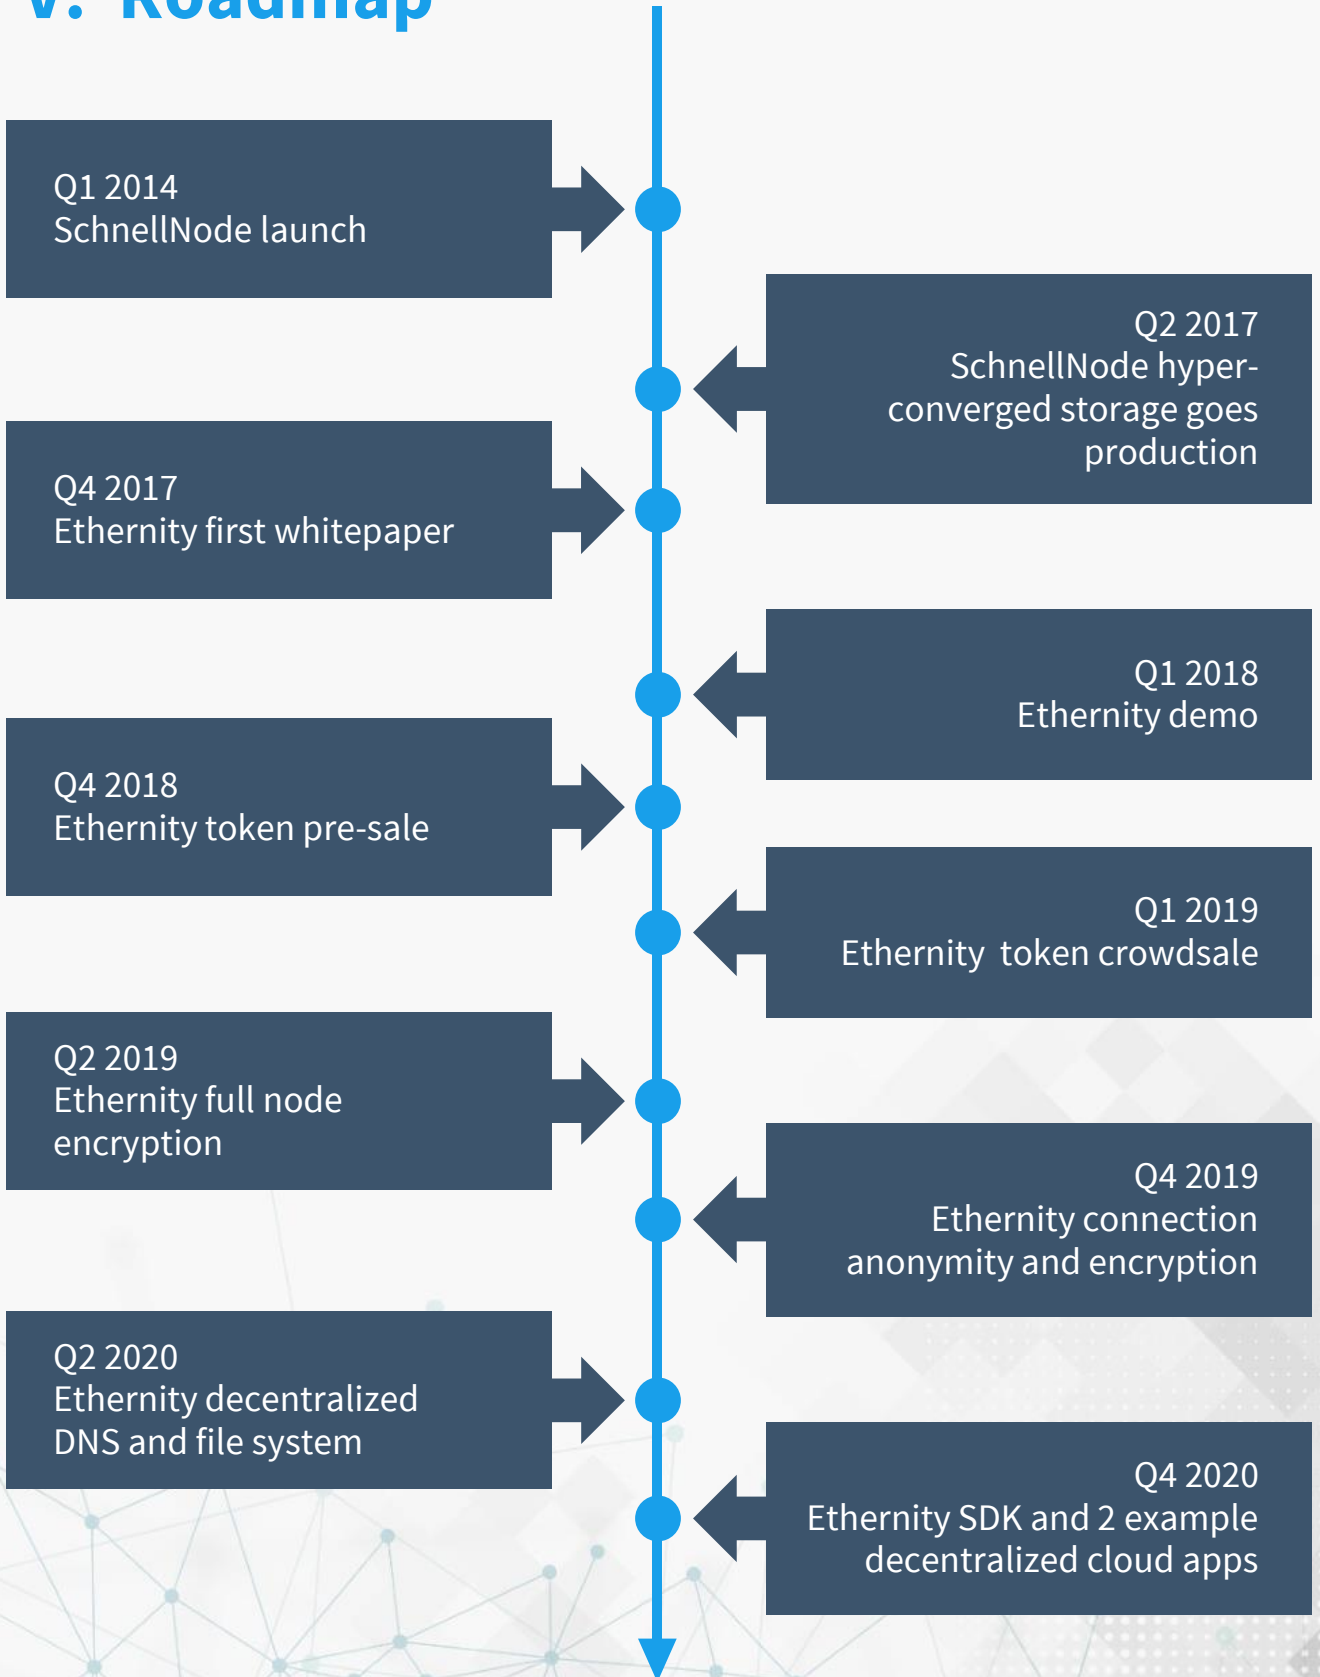 V. Roadmap
Q1 2014
SchnellNode launch
Q2 2017
SchnellNode hyper-
converged storage goes
production
Q4 2017
Ethernity first whitepaper
Q1 2018
Ethernity demo
Q4 2018
Ethernity token pre-sale
Q1 2019
Ethernity token crowdsale
Q2 2019
Ethernity full node
encryption
Q4 2019
Ethernity connection
anonymity and encryption
Q2 2020
Ethernity decentralized
DNS and file system
Q4 2020
Ethernity SDK and 2 example
decentralized cloud apps